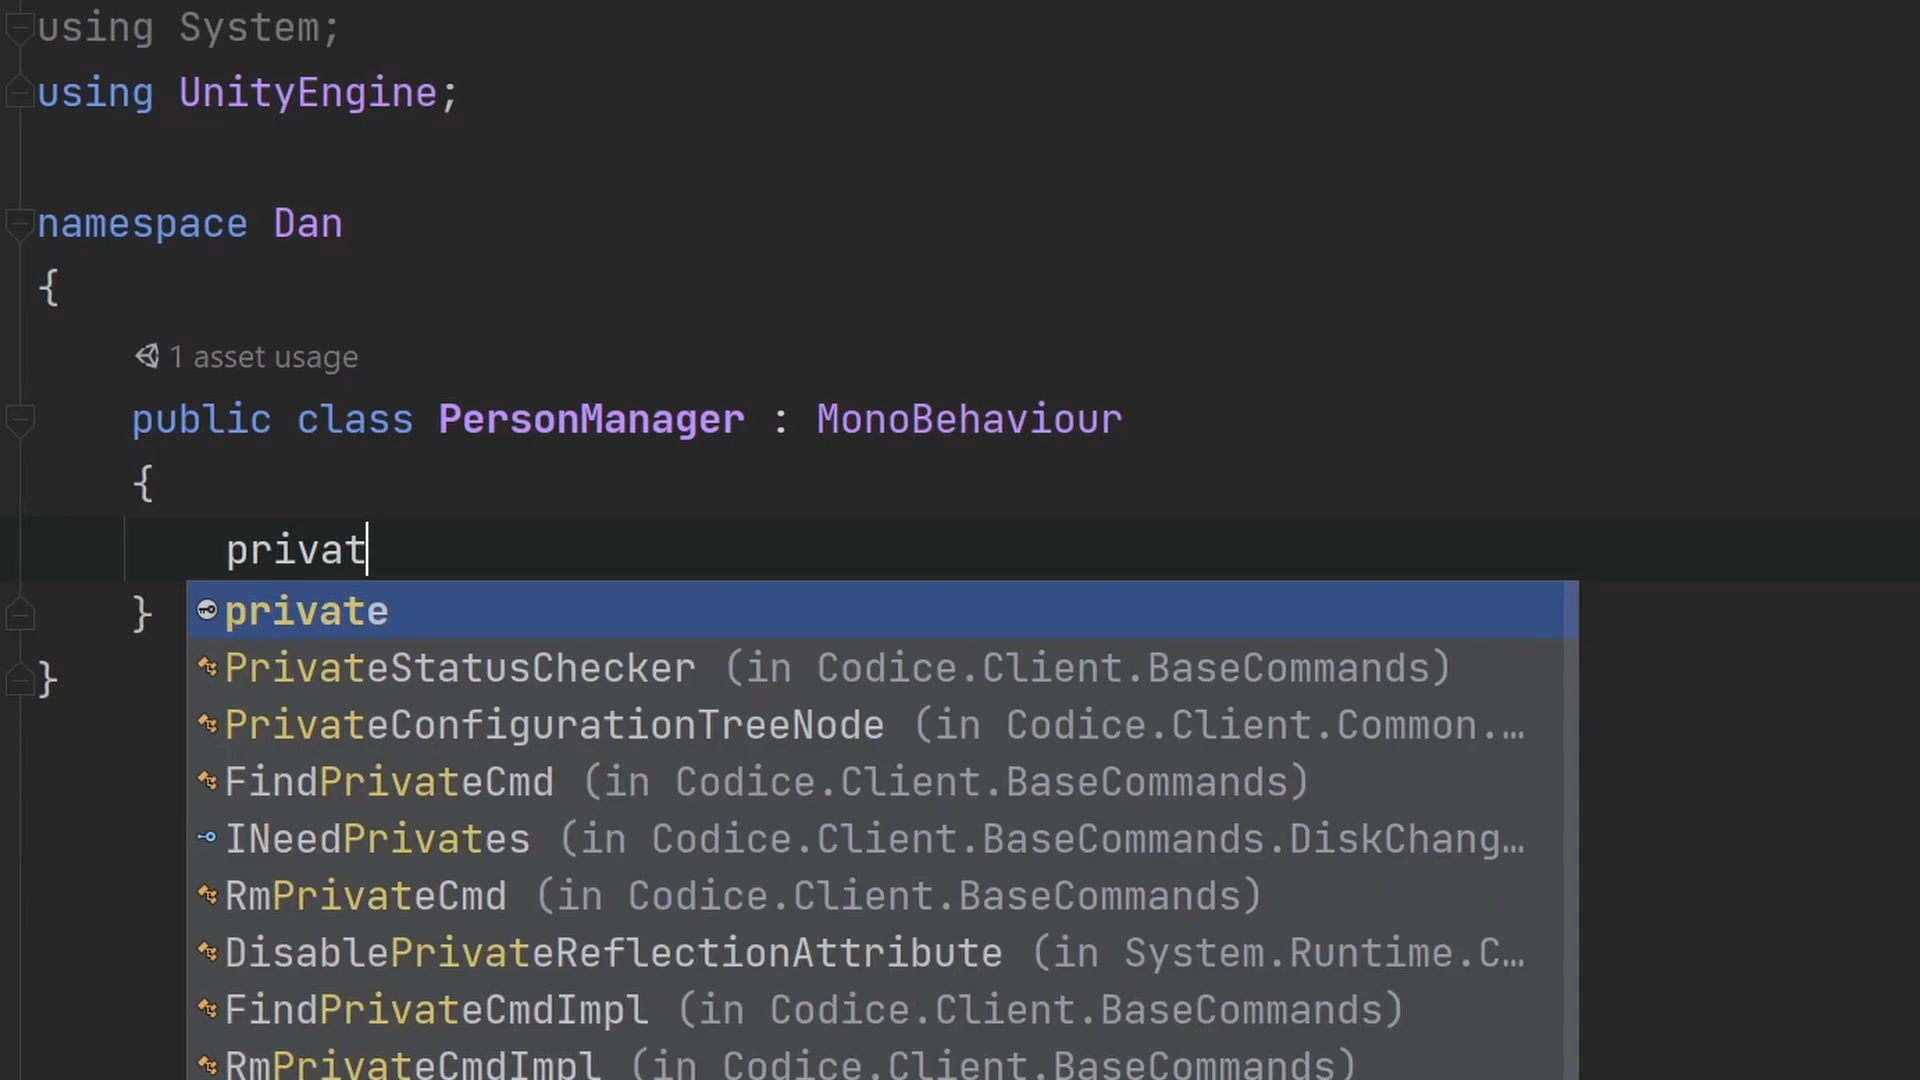 using System;
using UnityEngine;
namespace Dan
{
1 asset usage
public class PersonManager : MonoBehaviour
{
privat
}
private
PrivateStatusChecker (in Codice.Client.BaseCommands)
}
PrivateConfigurationTreeNode (in Codice.Client.Common.…
FindPrivateCmd (in Codice.Client.BaseCommands)
INeedPrivates (in Codice.Client.BaseCommands.DiskChang…
RmPrivateCmd (in Codice.Client.BaseCommands)
DisablePrivateReflectionAttribute (in System.Runtime.C…
FindPrivateCmdImpl (in Codice.Client.BaseCommands)
RmPrivateCmdImpl (in Codice.Client.BaseCommands)